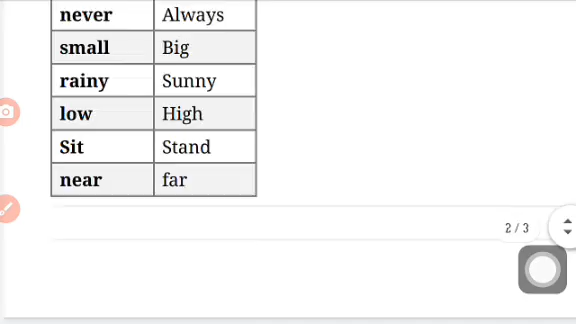 never Always
small Big
rainy Sunny
low High
Sit Stand
near far
2 / 3